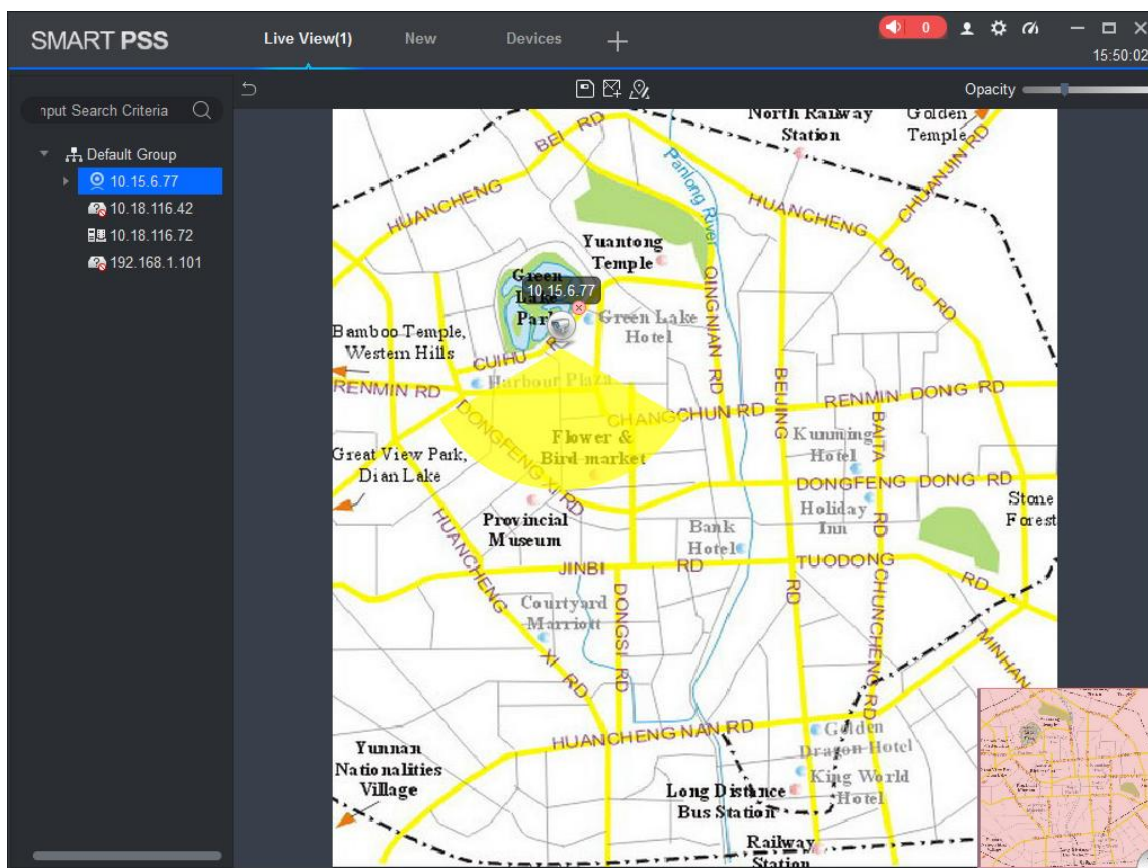 SMART PSS
Live View(1)
New
Devices
0
15:50:02
nput Search Criteria
Opacity
Default Group
10.15.6.77
10.18.116.42
10.18.116.72
192.168.1.101
North Railway
Station
Golden
Temple
BEI RD
HUANCHENG
Panlong River
CHUANJIN RD
HUANCHENG DONG RD
Yuantong
Temple
QINGNIAN RD
Green
Lake
Park
10.15.6.77
Green Lake
Hotel
Bamboo Temple,
Western Hills
CUIHU R
Harbour Plaza
RENMIN RD
BEIJING RD
RENMIN DONG RD
CHANGCHUN RD
DONGFENG XI RD
Flower &
Bird market
Kunming
Hotel
BAITA RD
Great View Park,
Dian Lake
DONGFENG DONG RD
Holiday
Inn
Stone
Forest
HUANCHENG XI RD
Provincial
Museum
Bank
Hotel
JINBI RD
TUODONG RD
DONGSI RD
CHUNCHENG RD
Courtyard
Marriott
MINHAN
HUANCHENG NAN RD
Golden
Dragon Hotel
Yunnan
Nationalities
Village
King World
Hotel
Long Distance
Bus Station
Railway
Station